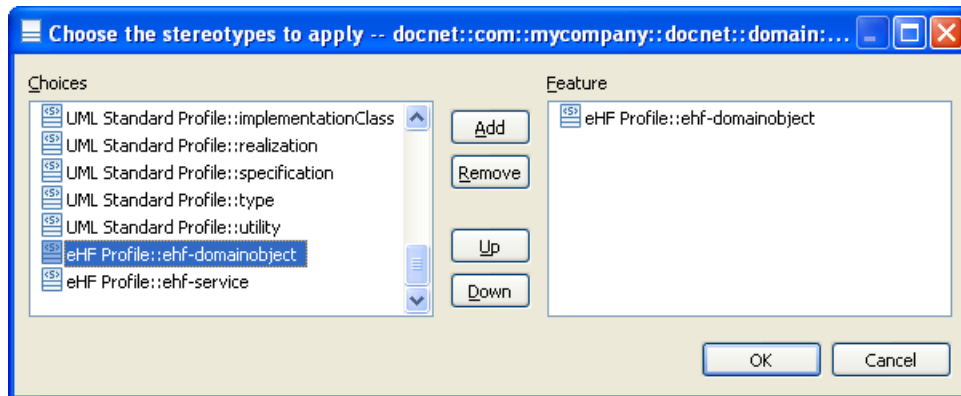 Choose the stereotypes to apply -- docnet::com::mycompany::docnet::domain:...
Choices
Feature
<S> UML Standard Profile::implementationClass
<S> UML Standard Profile::realization
<S> UML Standard Profile::specification
<S> UML Standard Profile::type
<S> UML Standard Profile::utility
<S> eHF Profile::ehf-domainobject
<S> eHF Profile::ehf-service
Add
Remove
Up
Down
<S> eHF Profile::ehf-domainobject
OK
Cancel